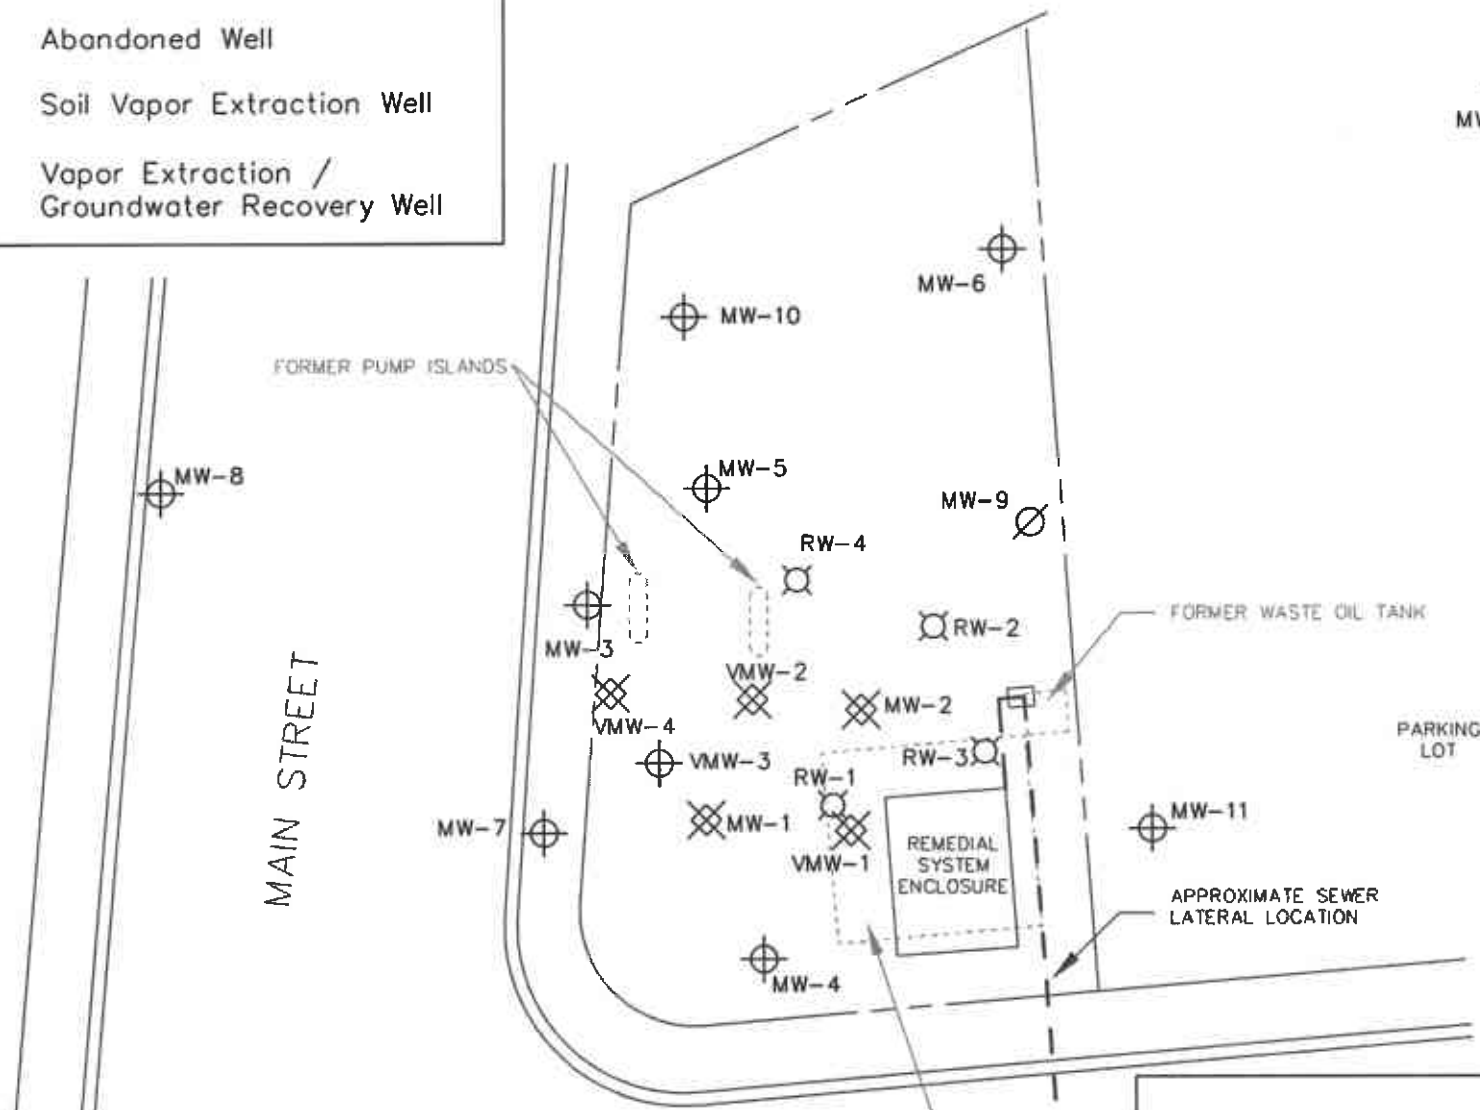 Abandoned Well
Soil Vapor Extraction Well
Vapor Extraction /
Groundwater Recovery Well
MW-6
MW-10
FORMER PUMP ISLANDS
MW-8
MW-5
MW-9
RW-4
FORMER WASTE OIL TANK
RW-2
MW-3
VMW-2
MW-2
VMW-4
PARKING
LOT
VMW-3
RW-3
RW-1
MW-1
MW-7
MW-11
MAIN STREET
VMW-1
REMEDIAL
SYSTEM
ENCLOSURE
APPROXIMATE SEWER
LATERAL LOCATION
MW-4